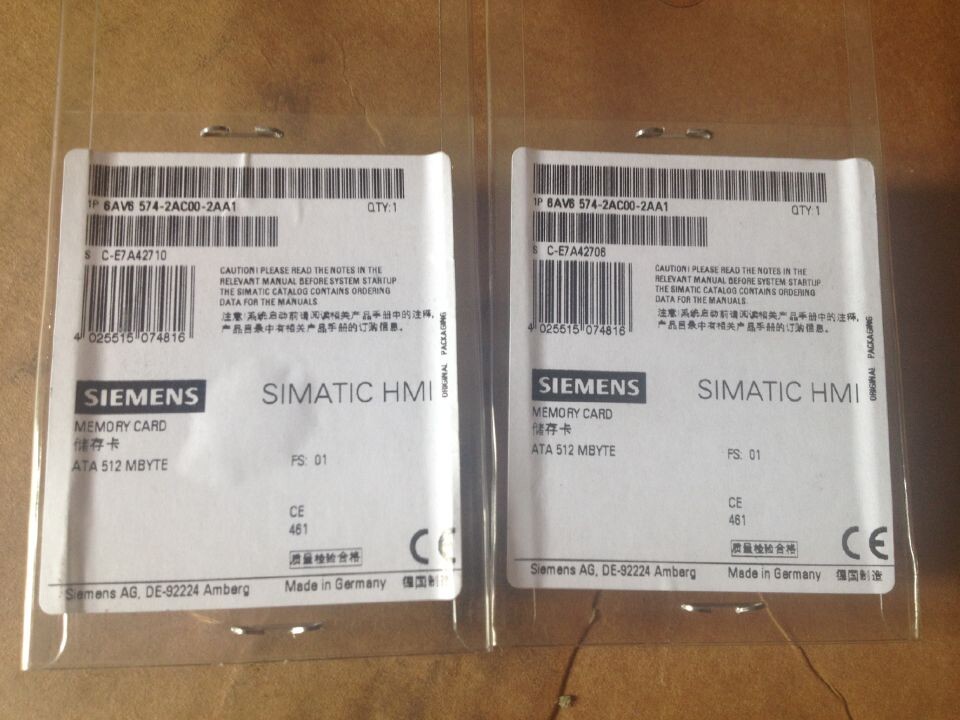 1P 6AV6 574-2AC00-2AA1 QTY:1
S C-E7A42710
CAUTION! PLEASE READ THE NOTES IN THE
RELEVANT MANUAL BEFORE SYSTEM STARTUP
THE SIMATIC CATALOG CONTAINS ORDERING
DATA FOR THE MANUALS
注意:系统启动前请阅读相关产品手册中的注释,
产品目录中有相关产品手册的订购信息.
4 025515 074816
ORIGINAL PACKAGING
SIEMENS SIMATIC HMI
MEMORY CARD
储存卡
ATA 512 MBYTE FS: 01
CE
461
质量检验合格 CE
Siemens AG, DE-92224 Amberg Made in Germany 德国制造
1P 6AV6 574-2AC00-2AA1 QTY:1
S C-E7A42706
CAUTION! PLEASE READ THE NOTES IN THE
RELEVANT MANUAL BEFORE SYSTEM STARTUP.
THE SIMATIC CATALOG CONTAINS ORDERING
DATA FOR THE MANUALS
注意:系统启动前请阅读相关产品手册中的注释,
产品目录中有相关产品手册的订购信息.
4 025515 074816
ORIGINAL PACKAGING
SIEMENS SIMATIC HMI
MEMORY CARD
储存卡
ATA 512 MBYTE FS: 01
CE
461
质量检验合格 CE
Siemens AG, DE-92224 Amberg Made in Germany 德国制造